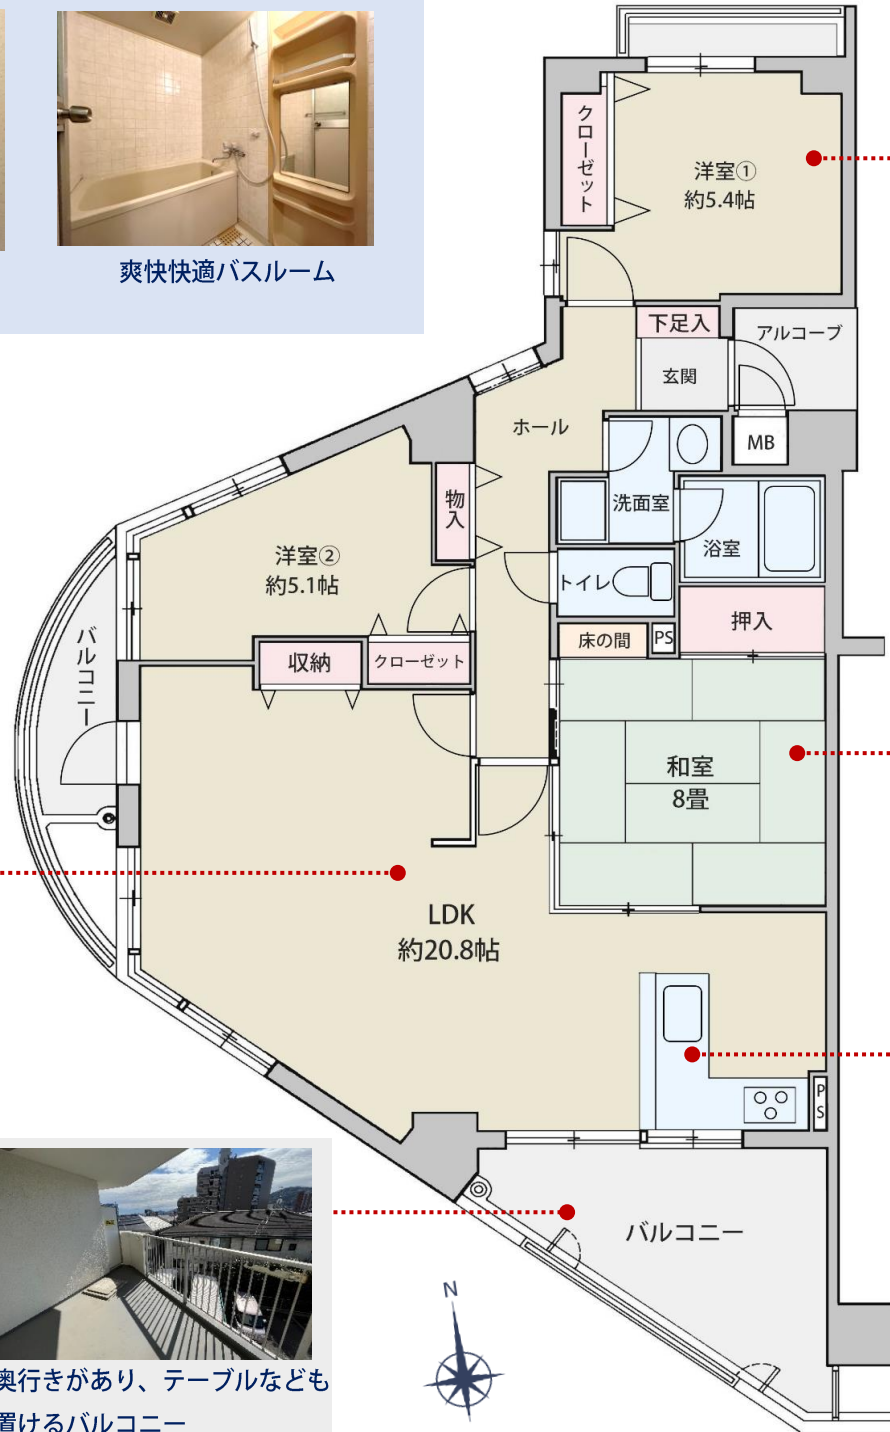 爽快快適バスルーム
クローゼット
洋室①
約5.4帖
下足入
アルコーブ
玄関
MB
ホール
物入
洗面室
浴室
洋室②
約5.1帖
トイレ
床の間
PS
押入
バルコニー
収納
クローゼット
和室
8畳
LDK
約20.8帖
PS
バルコニー
N
奥行きがあり、テーブルなども
置けるバルコニー